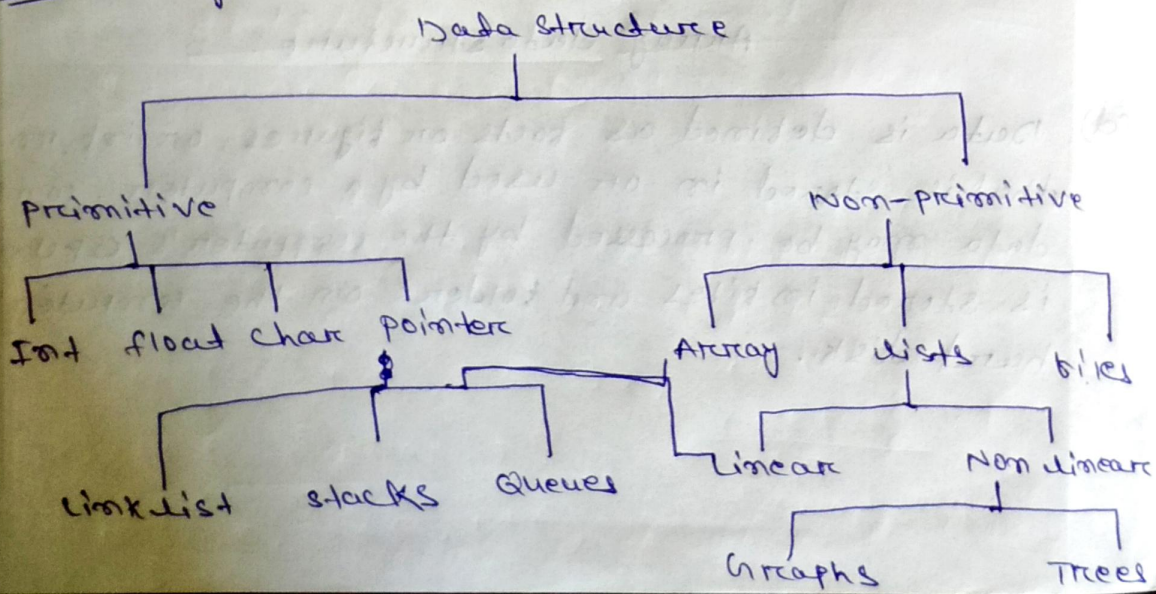 Data Structure
Primitive Non-primitive
Int float Char pointer Array Lists files
Linear Non linear
Link list stacks Queues
Graphs Trees